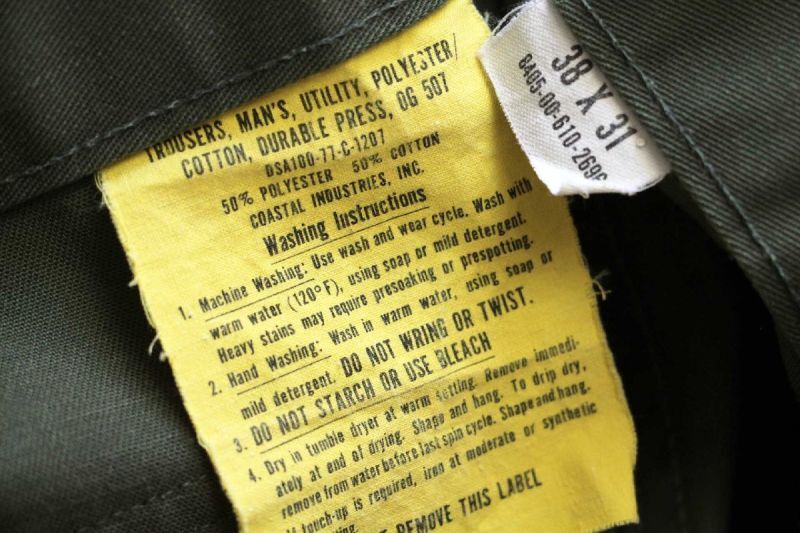 TROUSERS, MAN'S, UTILITY, POLYESTER/
COTTON, DURABLE PRESS, OG 507
DSA100-77-C-1207
50% POLYESTER 50% COTTON
COASTAL INDUSTRIES, INC.
Washing Instructions
1. Machine Washing: Use wash and wear cycle. Wash with
warm water (120°F), using soap or mild detergent.
Heavy stains may require presoaking or prespotting.
2. Hand Washing: Wash in warm water, using soap or
mild detergent. DO NOT WRING OR TWIST.
3. DO NOT STARCH OR USE BLEACH
4. Dry in tumble dryer at warm setting. Remove immedi-
ately at end of drying. Shape and hang. To drip dry,
remove from water before last spin cycle. Shape and hang.
If touch-up is required, iron at moderate or synthetic
setting.
REMOVE THIS LABEL
38 X 31
8405-00-610-269